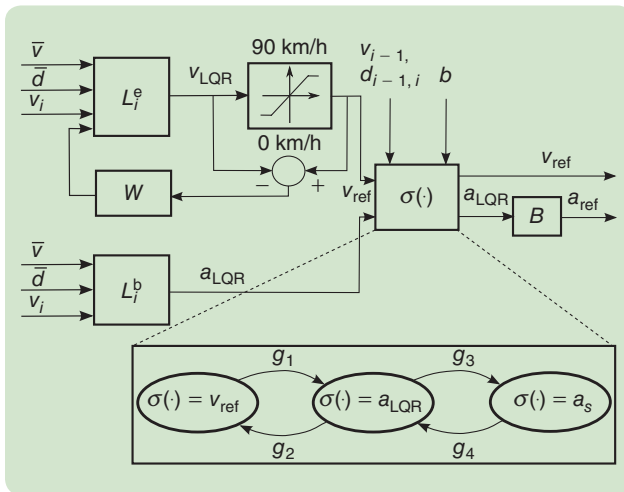 90 km/h
v̅
d̅
v_i
L_i^e
v_LQR
0 km/h
v_{i−1},
d_{i−1, i}
b
W
−
+
v_ref
σ(·)
v_ref
a_LQR
B
a_ref
v̅
d̅
v_i
L_i^b
a_LQR
g_1
g_3
σ(·) = v_ref
σ(·) = a_LQR
σ(·) = a_s
g_2
g_4